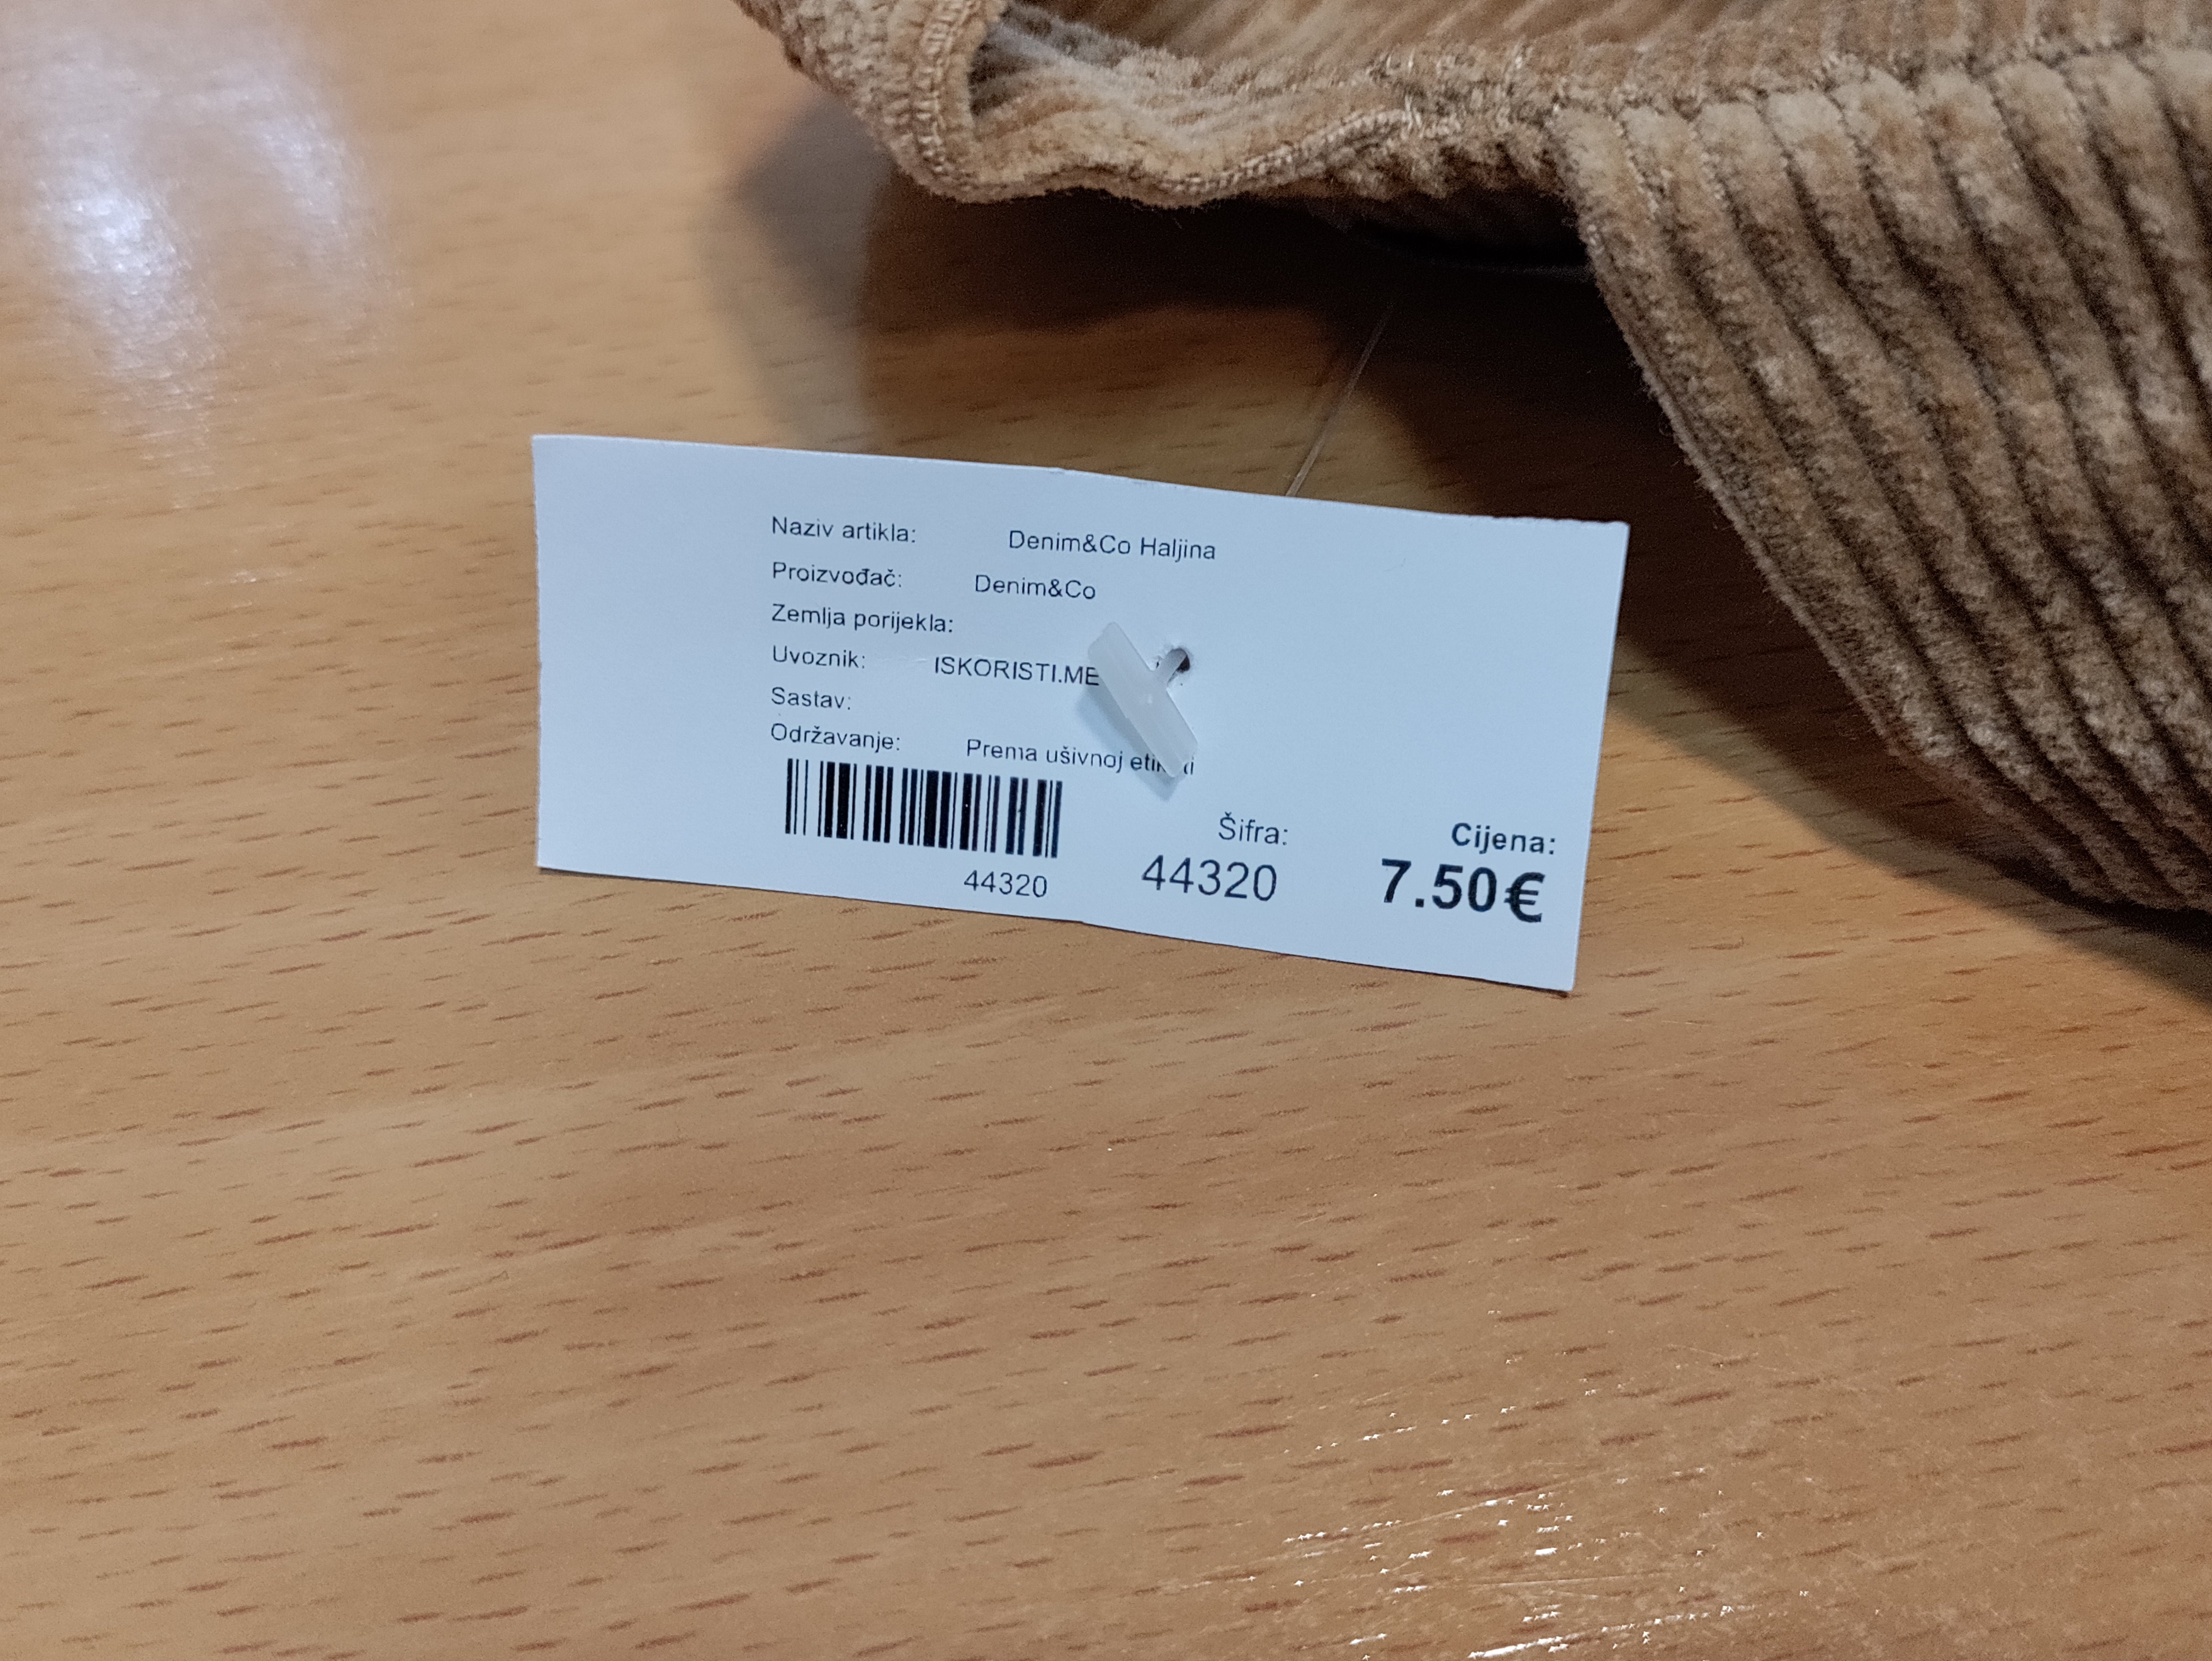 Naziv artikla: Denim&Co Haljina
Proizvođač: Denim&Co
Zemlja porijekla:
Uvoznik: ISKORISTI.ME
Sastav:
Održavanje: Prema ušivnoj
44320
Šifra:
44320
Cijena:
7.50€